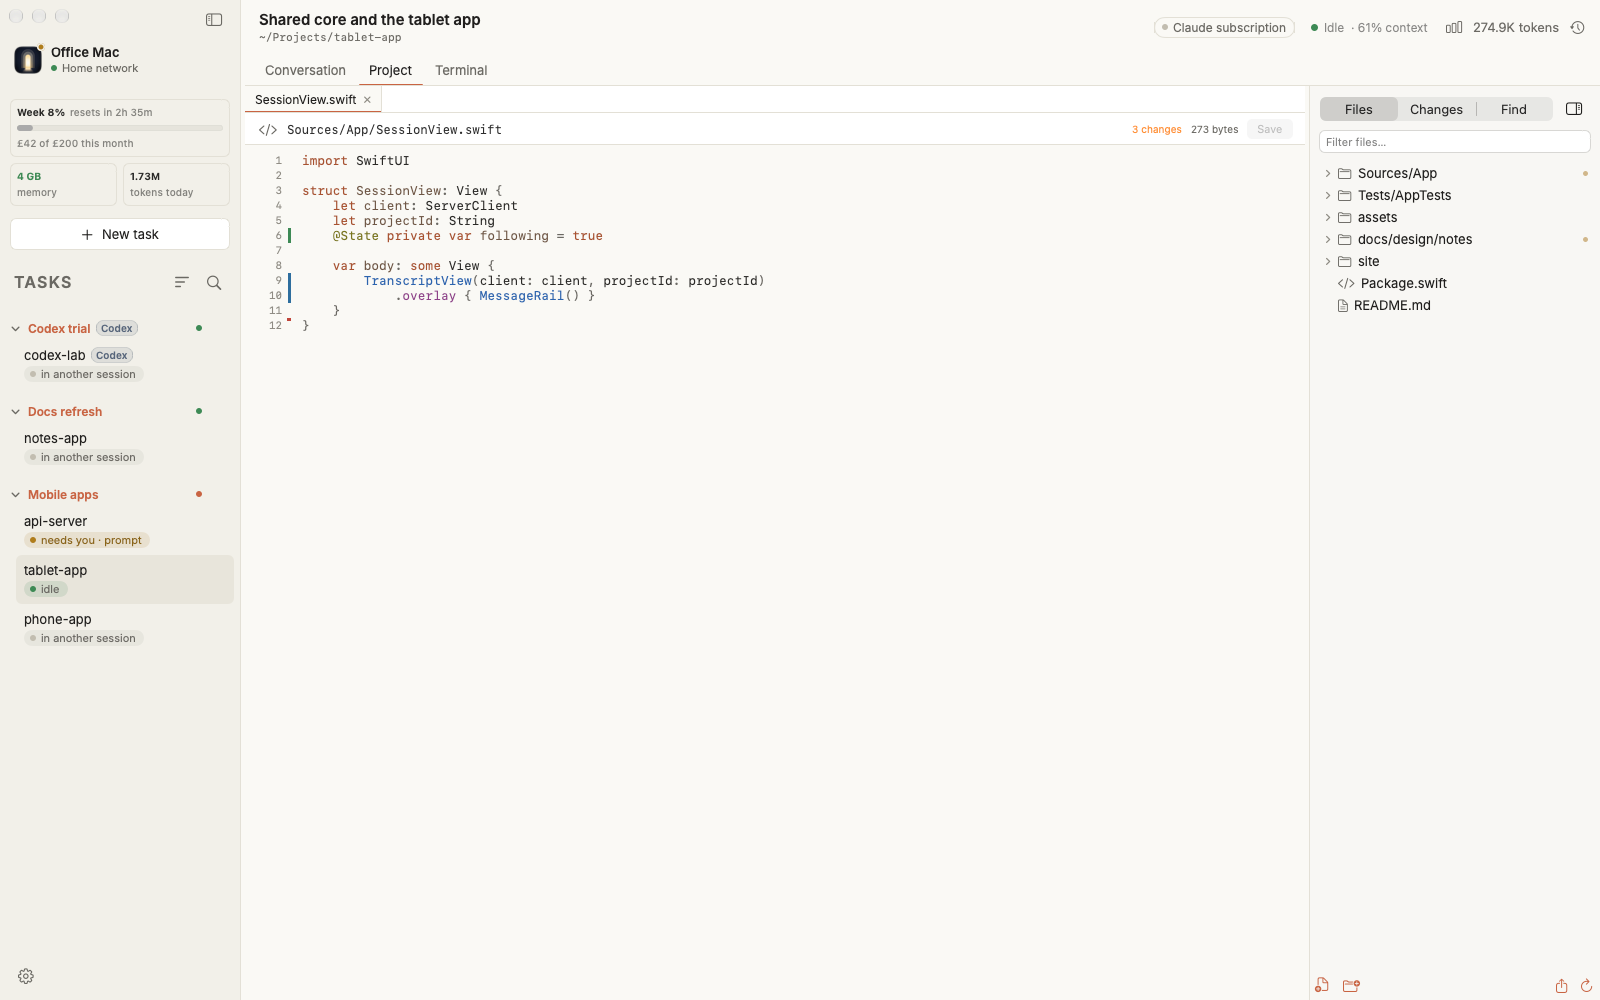 Office Mac
Home network
Week 8% resets in 2h 35m
£42 of £200 this month
4 GB
memory
1.73M
tokens today
New task
TASKS
Codex trial Codex
codex-lab Codex
in another session
Docs refresh
notes-app
in another session
Mobile apps
api-server
needs you · prompt
tablet-app
idle
phone-app
in another session
Shared core and the tablet app
~/Projects/tablet-app
Claude subscription
Idle · 61% context
274.9K tokens
Conversation Project Terminal
SessionView.swift ×
</> Sources/App/SessionView.swift
3 changes 273 bytes Save
1 import SwiftUI
2
3 struct SessionView: View {
4     let client: ServerClient
5     let projectId: String
6     @State private var following = true
7
8     var body: some View {
9         TranscriptView(client: client, projectId: projectId)
10             .overlay { MessageRail() }
11     }
12 }
Files Changes Find
Filter files...
Sources/App
Tests/AppTests
assets
docs/design/notes
site
</> Package.swift
README.md